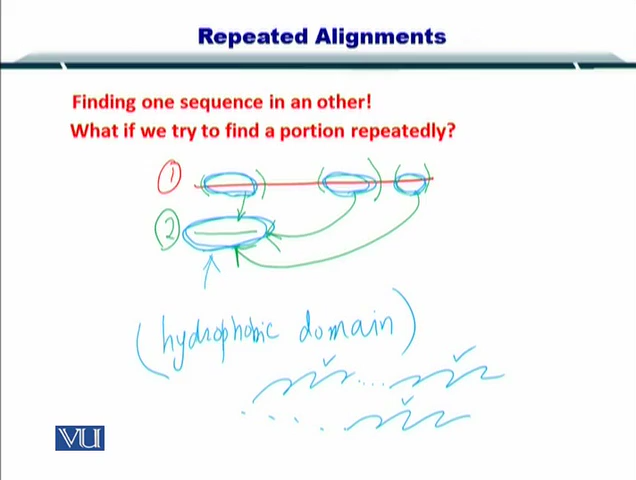 Repeated Alignments
Finding one sequence in an other!
What if we try to find a portion repeatedly?
1
2
(hydrophobic domain)
VU